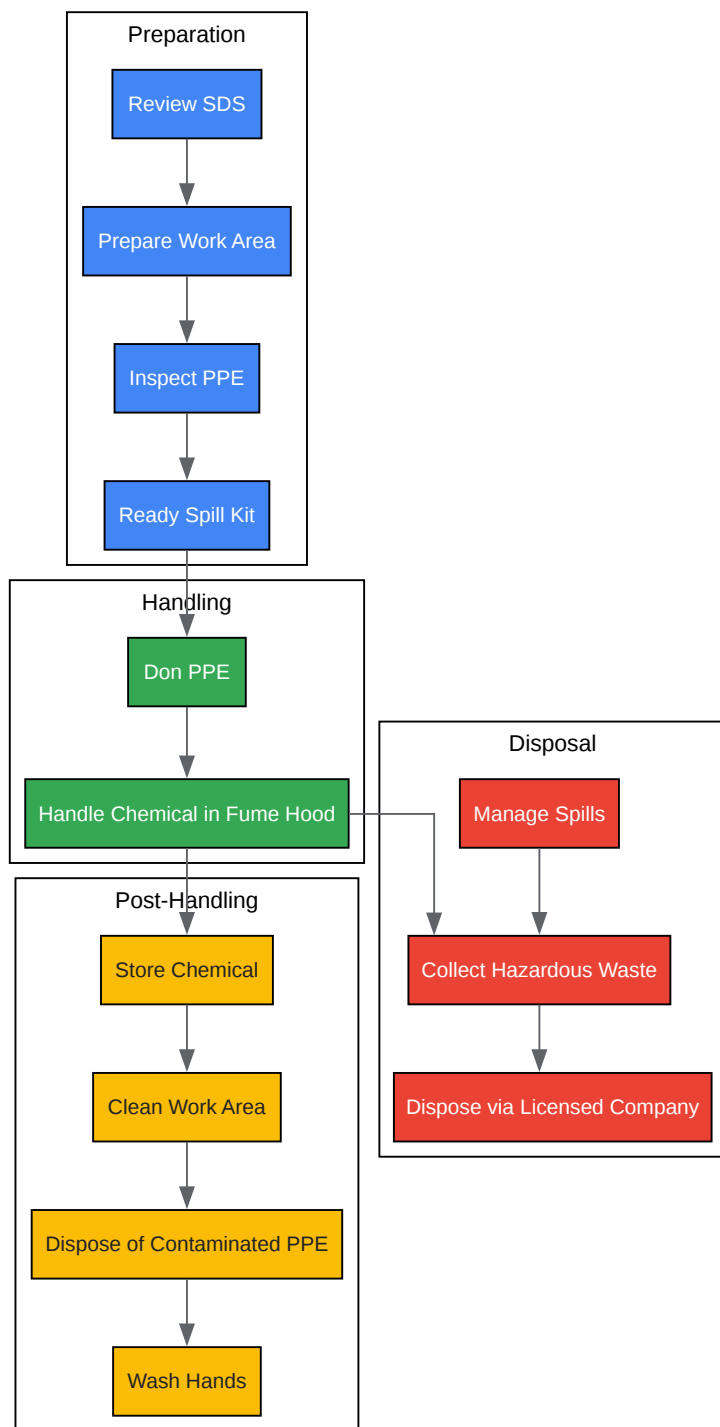 Preparation
Review SDS
Prepare Work Area
Inspect PPE
Ready Spill Kit
Handling
Don PPE
Handle Chemical in Fume Hood
Disposal
Manage Spills
Collect Hazardous Waste
Dispose via Licensed Company
Post-Handling
Store Chemical
Clean Work Area
Dispose of Contaminated PPE
Wash Hands